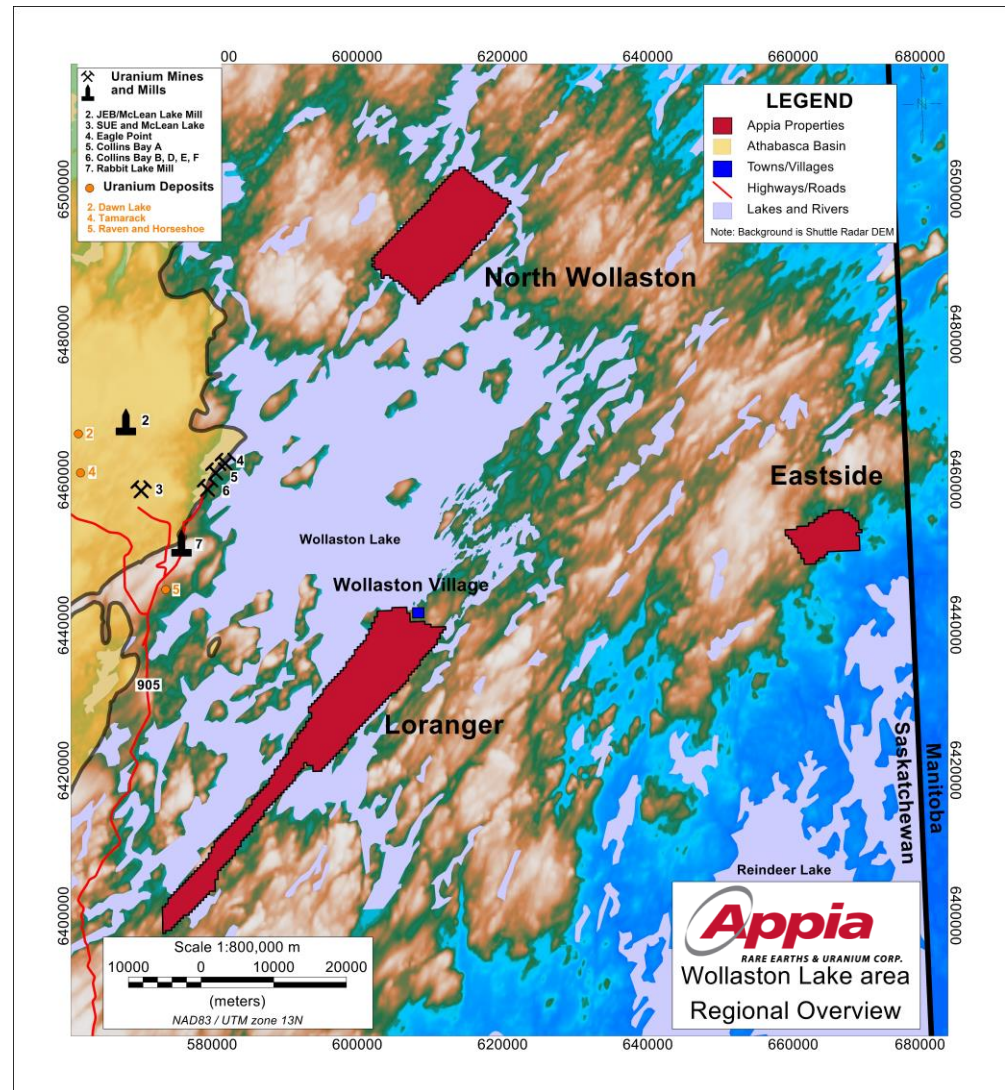 00
600000
620000
640000
660000
680000
Uranium Mines
and Mills
2. JEB/McLean Lake Mill
3. SUE and McLean Lake
4. Eagle Point
5. Collins Bay A
6. Collins Bay B, D, E, F
7. Rabbit Lake Mill
Uranium Deposits
2. Dawn Lake
4. Tamarack
5. Raven and Horseshoe
LEGEND
Appia Properties
Athabasca Basin
Towns/Villages
Highways/Roads
Lakes and Rivers
Note: Background is Shuttle Radar DEM
N
6500000
6500000
North Wollaston
6480000
6480000
2
2
4
3
4
5
6
7
5
6460000
6460000
Eastside
Wollaston Lake
Wollaston Village
6440000
6440000
905
Loranger
6420000
6420000
Saskatchewan
Manitoba
Reindeer Lake
6400000
6400000
Scale 1:800,000 m
10000 0 10000 20000
(meters)
NAD83 / UTM zone 13N
Appia
RARE EARTHS & URANIUM CORP.
Wollaston Lake area
Regional Overview
580000
600000
620000
640000
660000
680000